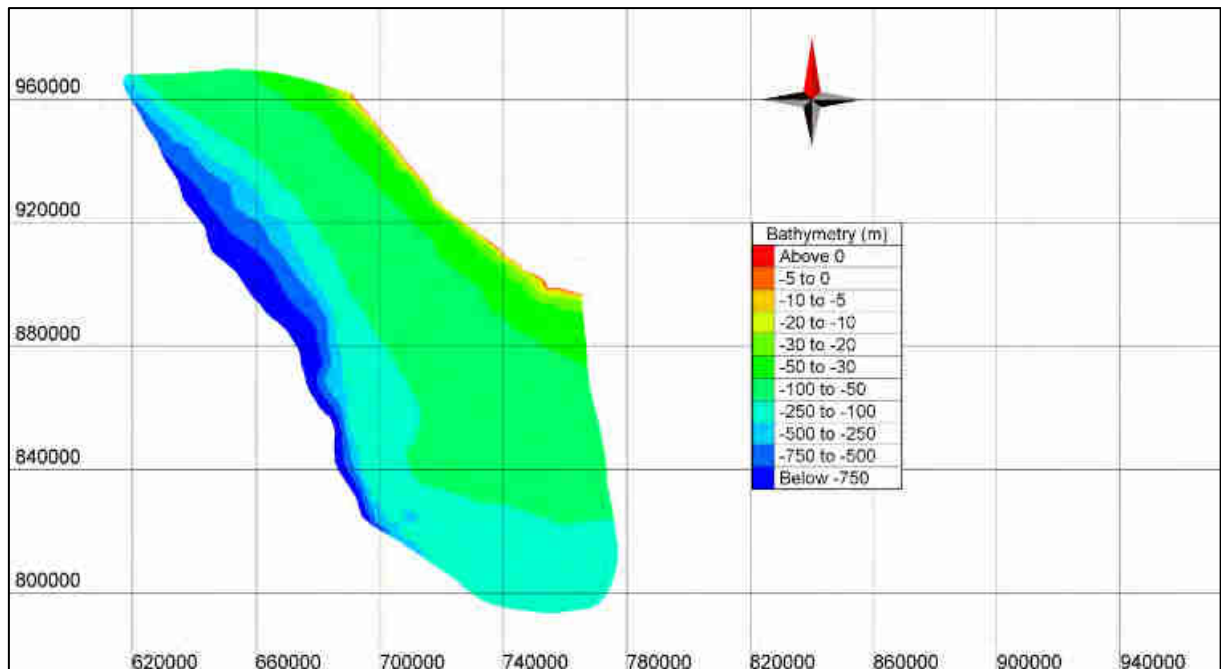 960000
920000
880000
840000
800000
Bathymetry (m)
Above 0
-5 to 0
-10 to -5
-20 to -10
-30 to -20
-50 to -30
-100 to -50
-250 to -100
-500 to -250
-750 to -500
Below -750
620000 660000 700000 740000 780000 820000 860000 900000 940000